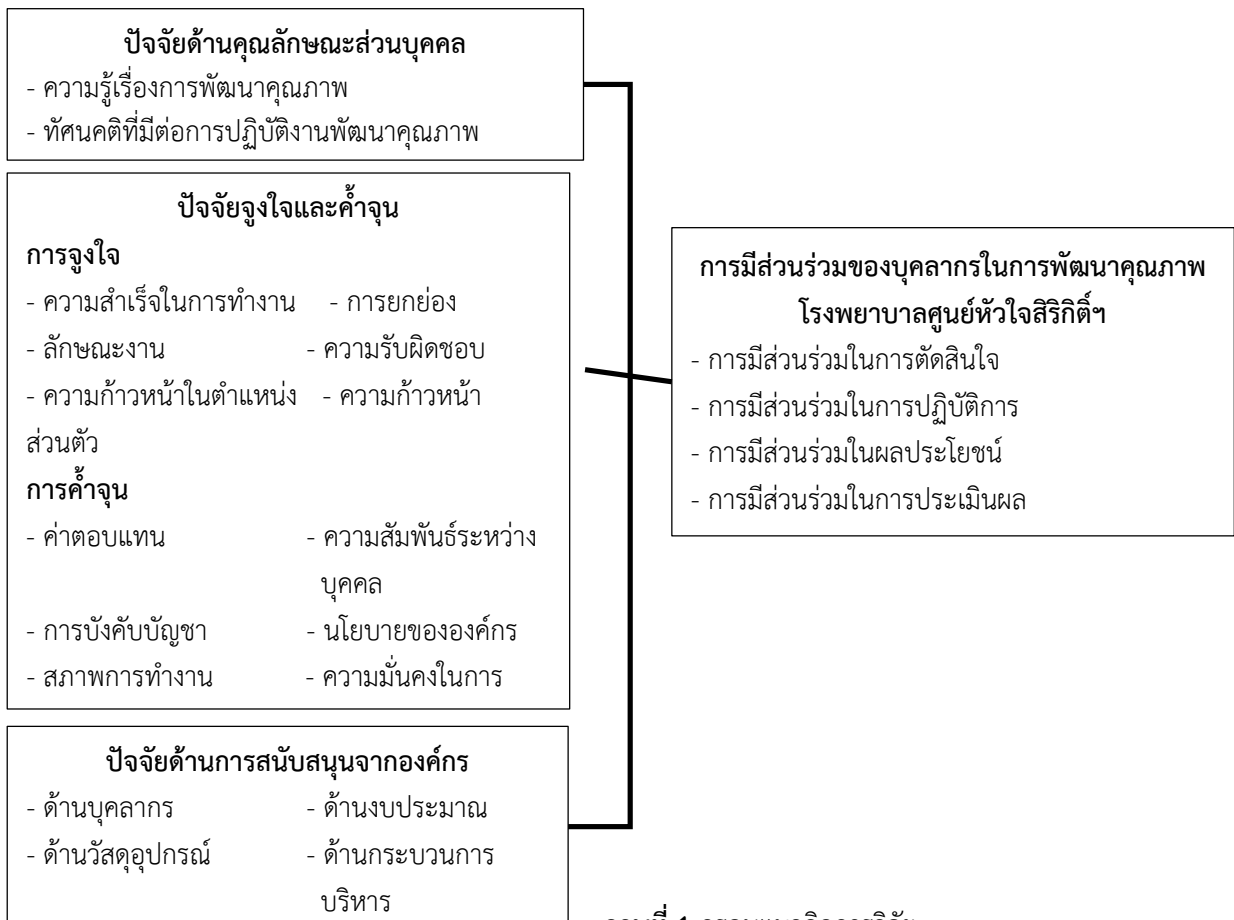 ปัจจัยด้านคุณลักษณะส่วนบุคคล
- ความรู้เรื่องการพัฒนาคุณภาพ
- ทัศนคติที่มีต่อการปฏิบัติงานพัฒนาคุณภาพ
ปัจจัยจูงใจและค้ำจุน
การจูงใจ
- ความสำเร็จในการทำงาน - การยกย่อง
- ลักษณะงาน - ความรับผิดชอบ
- ความก้าวหน้าในตำแหน่ง - ความก้าวหน้า
ส่วนตัว
การค้ำจุน
- ค่าตอบแทน - ความสัมพันธ์ระหว่าง
บุคคล
- การบังคับบัญชา - นโยบายขององค์กร
- สภาพการทำงาน - ความมั่นคงในการ
ปัจจัยด้านการสนับสนุนจากองค์กร
- ด้านบุคลากร - ด้านงบประมาณ
- ด้านวัสดุอุปกรณ์ - ด้านกระบวนการ
บริหาร
การมีส่วนร่วมของบุคลากรในการพัฒนาคุณภาพ
โรงพยาบาลศูนย์หัวใจสิริกิติ์ฯ
- การมีส่วนร่วมในการตัดสินใจ
- การมีส่วนร่วมในการปฏิบัติการ
- การมีส่วนร่วมในผลประโยชน์
- การมีส่วนร่วมในการประเมินผล